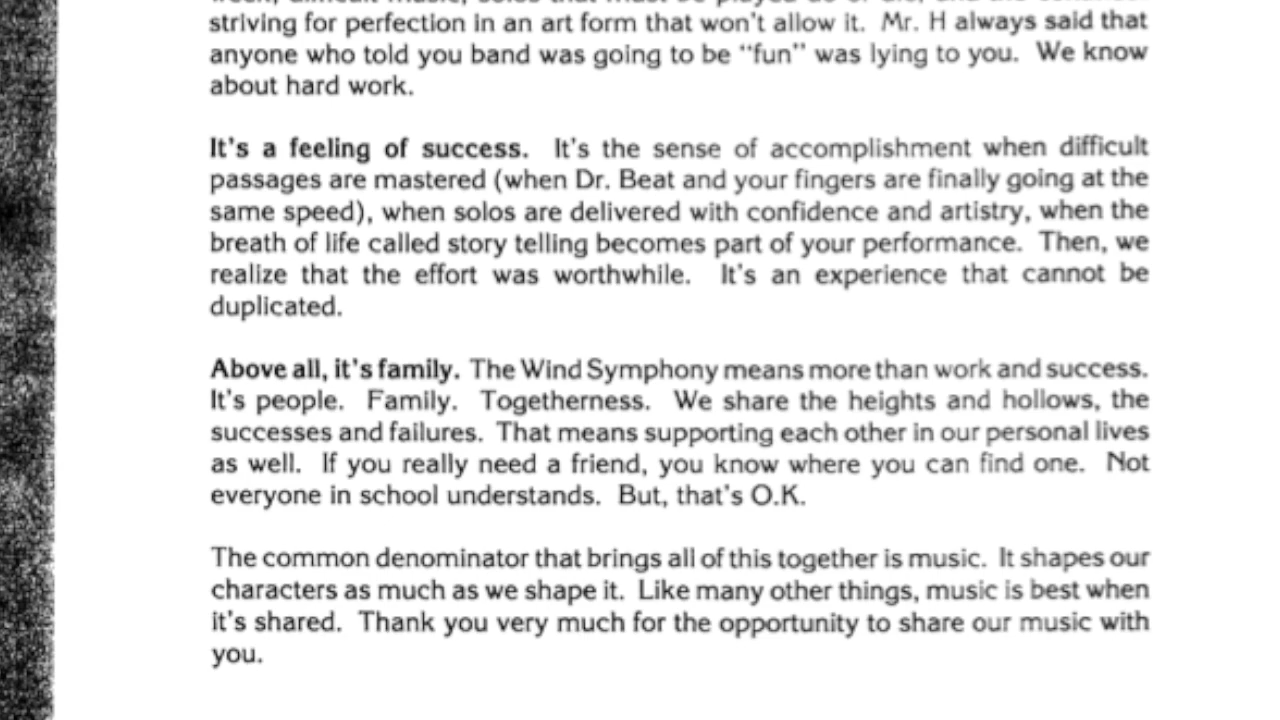 striving for perfection in an art form that won't allow it. Mr. H always said that
anyone who told you band was going to be "fun" was lying to you. We know
about hard work.
It's a feeling of success. It's the sense of accomplishment when difficult
passages are mastered (when Dr. Beat and your fingers are finally going at the
same speed), when solos are delivered with confidence and artistry, when the
breath of life called story telling becomes part of your performance. Then, we
realize that the effort was worthwhile. It's an experience that cannot be
duplicated.
Above all, it's family. The Wind Symphony means more than work and success.
It's people. Family. Togetherness. We share the heights and hollows, the
successes and failures. That means supporting each other in our personal lives
as well. If you really need a friend, you know where you can find one. Not
everyone in school understands. But, that's O.K.
The common denominator that brings all of this together is music. It shapes our
characters as much as we shape it. Like many other things, music is best when
it's shared. Thank you very much for the opportunity to share our music with
you.